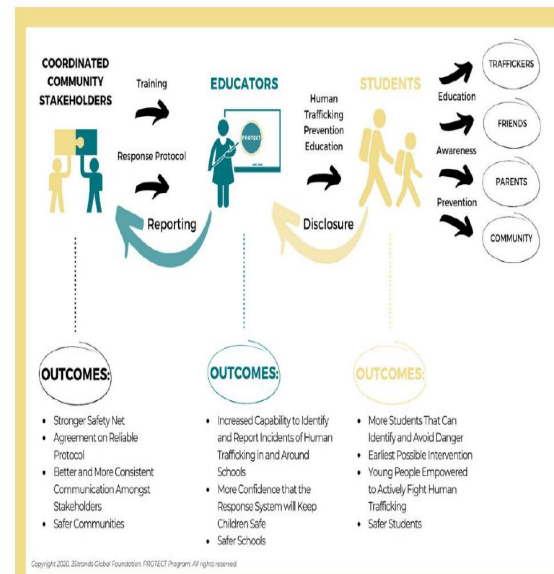 COORDINATED
COMMUNITY
STAKEHOLDERS
Training
Response Protocol
Reporting
EDUCATORS
PROTECT
Human
Trafficking
Prevention
Education
Disclosure
STUDENTS
Education
Awareness
Prevention
TRAFFICKERS
FRIENDS
PARENTS
COMMUNITY
OUTCOMES:
• Stronger Safety Net
• Agreement on Reliable
Protocol
• Better and More Consistent
Communication Amongst
Stakeholders
• Safer Communities
OUTCOMES:
• Increased Capability to Identify
and Report Incidents of Human
Trafficking in and Around
Schools
• More Confidence that the
Response System will Keep
Children Safe
• Safer Schools
OUTCOMES:
• More Students That Can
Identify and Avoid Danger
• Earliest Possible Intervention
• Young People Empowered
to Actively Fight Human
Trafficking
• Safer Students
Copyright 2020. 3Strands Global Foundation. PROTECT Program. All rights reserved.